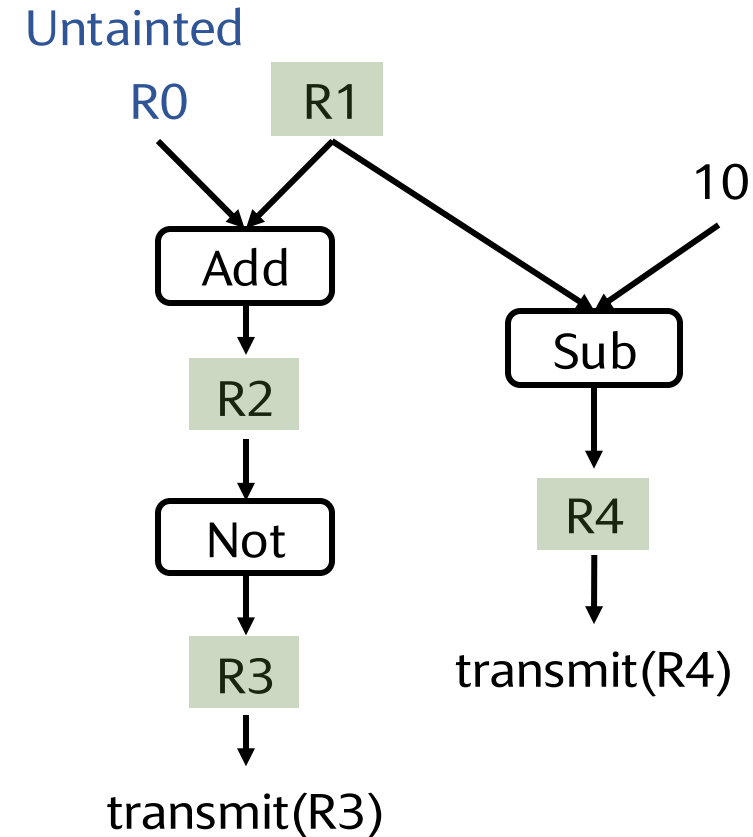 Untainted
R0
R1
10
Add
Sub
R2
R4
Not
R3
transmit(R4)
transmit(R3)